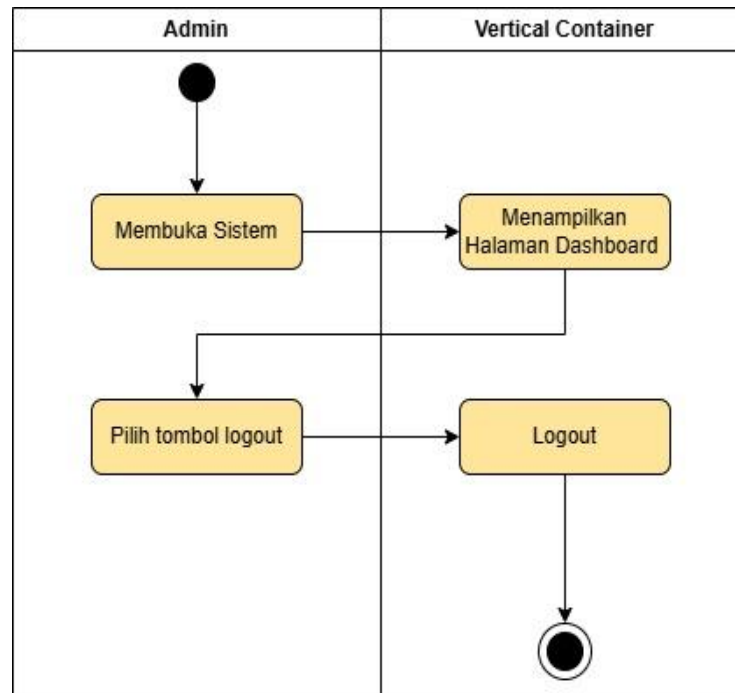 Admin
Vertical Container
Membuka Sistem
Menampilkan
Halaman Dashboard
Pilih tombol logout
Logout